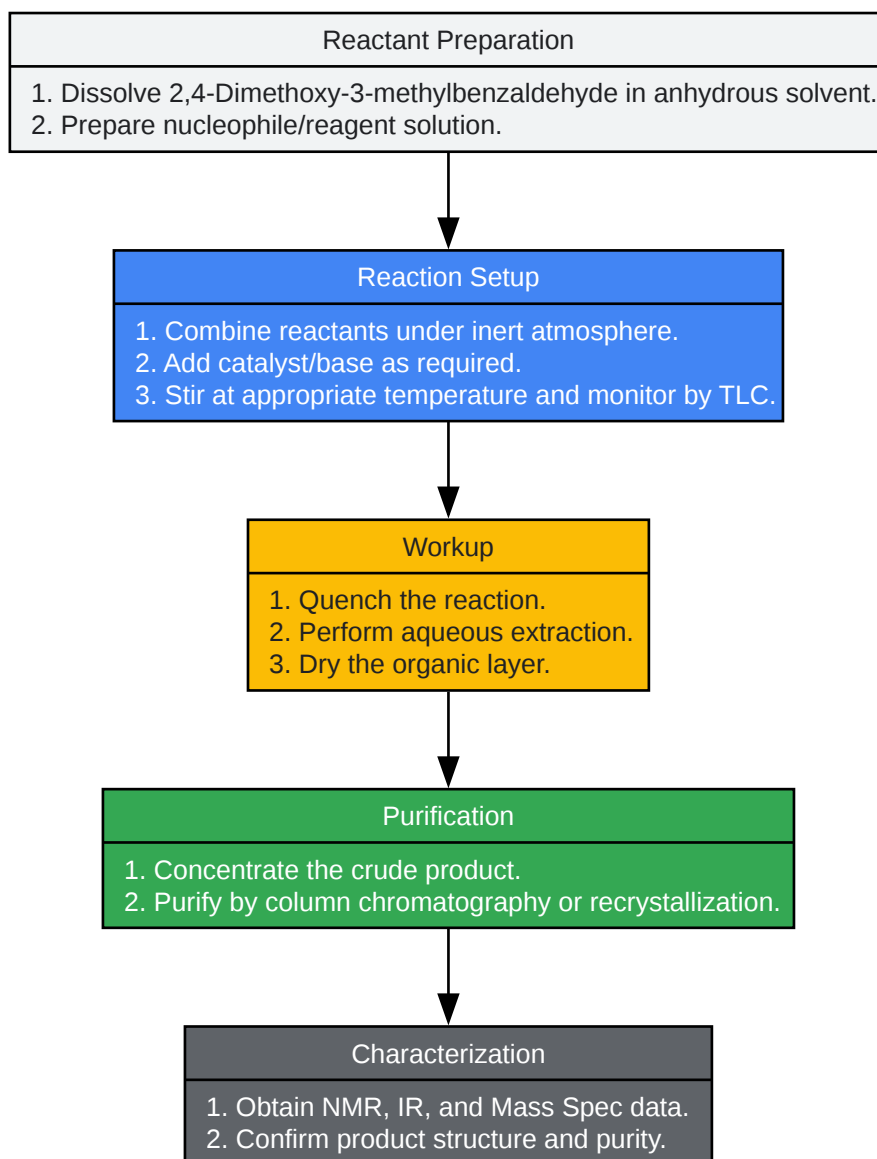 Reactant Preparation
1. Dissolve 2,4-Dimethoxy-3-methylbenzaldehyde in anhydrous solvent.
2. Prepare nucleophile/reagent solution.
Reaction Setup
1. Combine reactants under inert atmosphere.
2. Add catalyst/base as required.
3. Stir at appropriate temperature and monitor by TLC.
Workup
1. Quench the reaction.
2. Perform aqueous extraction.
3. Dry the organic layer.
Purification
1. Concentrate the crude product.
2. Purify by column chromatography or recrystallization.
Characterization
1. Obtain NMR, IR, and Mass Spec data.
2. Confirm product structure and purity.